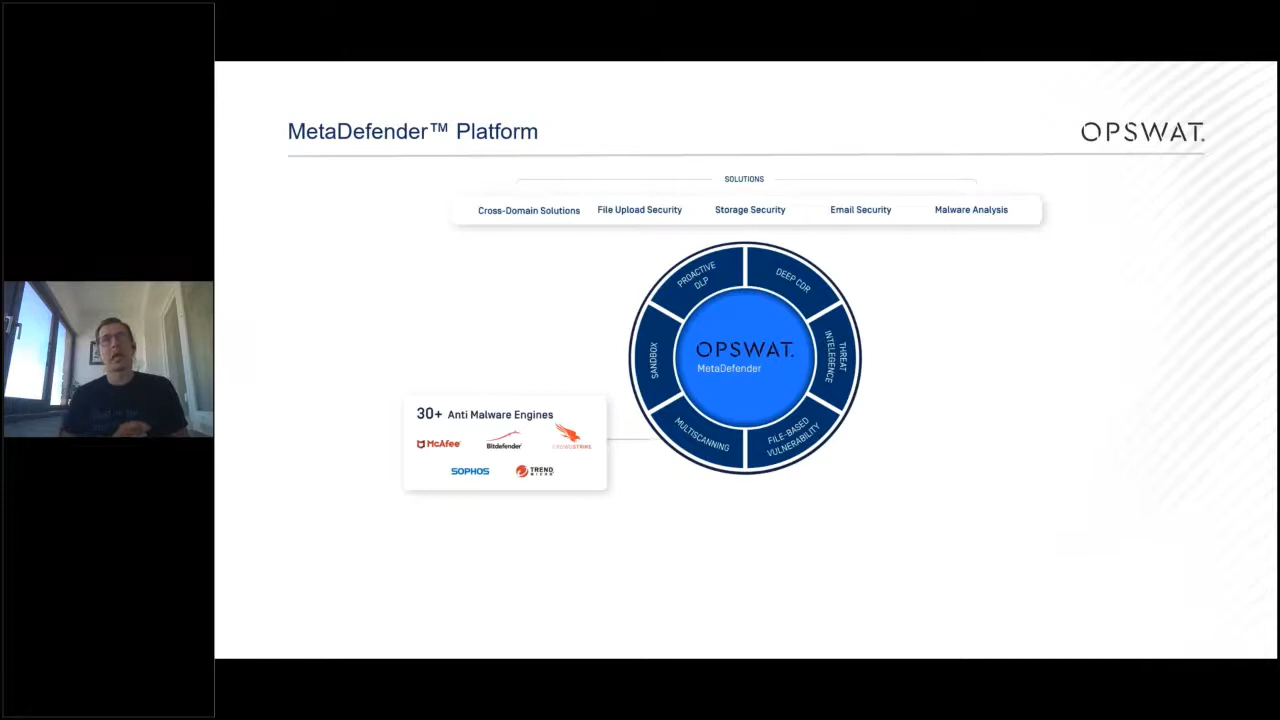 MetaDefender™ Platform
OPSWAT.
SOLUTIONS
Cross-Domain Solutions
File Upload Security
Storage Security
Email Security
Malware Analysis
PROACTIVE
DLP
DEEP CDR
SANDBOX
THREAT
INTELEGENCE
OPSWAT.
MetaDefender
MULTISCANNING
FILE-BASED
VULNERABILITY
30+ Anti Malware Engines
McAfee
Bitdefender
CROWDSTRIKE
SOPHOS
TREND
MICRO